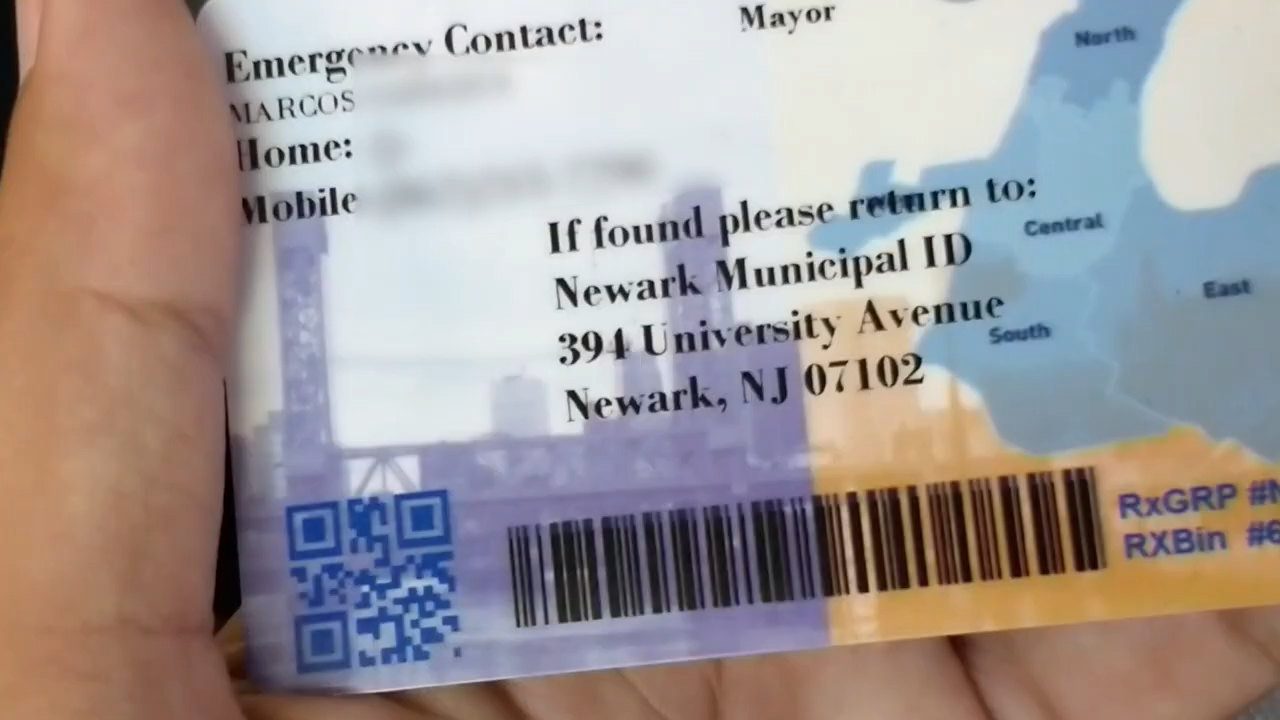 Emergency Contact:
MARCOS
Home:
Mobile
Mayor
If found please return to:
Newark Municipal ID
394 University Avenue
Newark, NJ 07102
North
Central
East
South
RxGRP #
RXBin #6